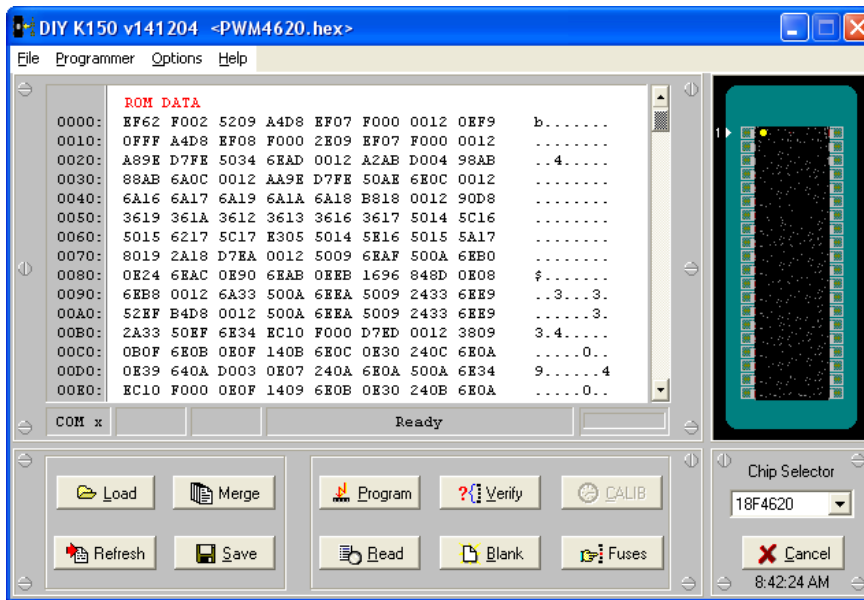 DIY K150 v141204 <PWM4620.hex>
File Programmer Options Help
ROM DATA
0000: EF62 F002 5209 A4D8 EF07 F000 0012 0EF9 b.......
0010: 0FFF A4D8 EF08 F000 2E09 EF07 F000 0012 ........
0020: A89E D7FE 5034 6EAD 0012 A2AB D004 98AB ..4.....
0030: 88AB 6A0C 0012 AA9E D7FE 50AE 6E0C 0012 ........
0040: 6A16 6A17 6A19 6A1A 6A18 B818 0012 90D8 ........
0050: 3619 361A 3612 3613 3616 3617 5014 5C16 ........
0060: 5015 6217 5C17 E305 5014 5E16 5015 5A17 ........
0070: 8019 2A18 D7EA 0012 5009 6EAF 500A 6EB0 ........
0080: 0E24 6EAC 0E90 6EAB 0EEB 1696 848D 0E08 $.......
0090: 6EB8 0012 6A33 500A 6EEA 5009 2433 6EE9 ..3...3.
00A0: 52EF B4D8 0012 500A 6EEA 5009 2433 6EE9 ......3.
00B0: 2A33 50EF 6E34 EC10 F000 D7ED 0012 3809 3.4.....
00C0: 0B0F 6E0B 0E0F 140B 6E0C 0E30 240C 6E0A .....0..
00D0: 0E39 640A D003 0E07 240A 6E0A 500A 6E34 9......4
00E0: EC10 F000 0E0F 1409 6E0B 0E30 240B 6E0A .....0..
COM x
Ready
1
Load Merge Program Verify CALIB
Refresh Save Read Blank Fuses
Chip Selector
18F4620
Cancel
8:42:24 AM